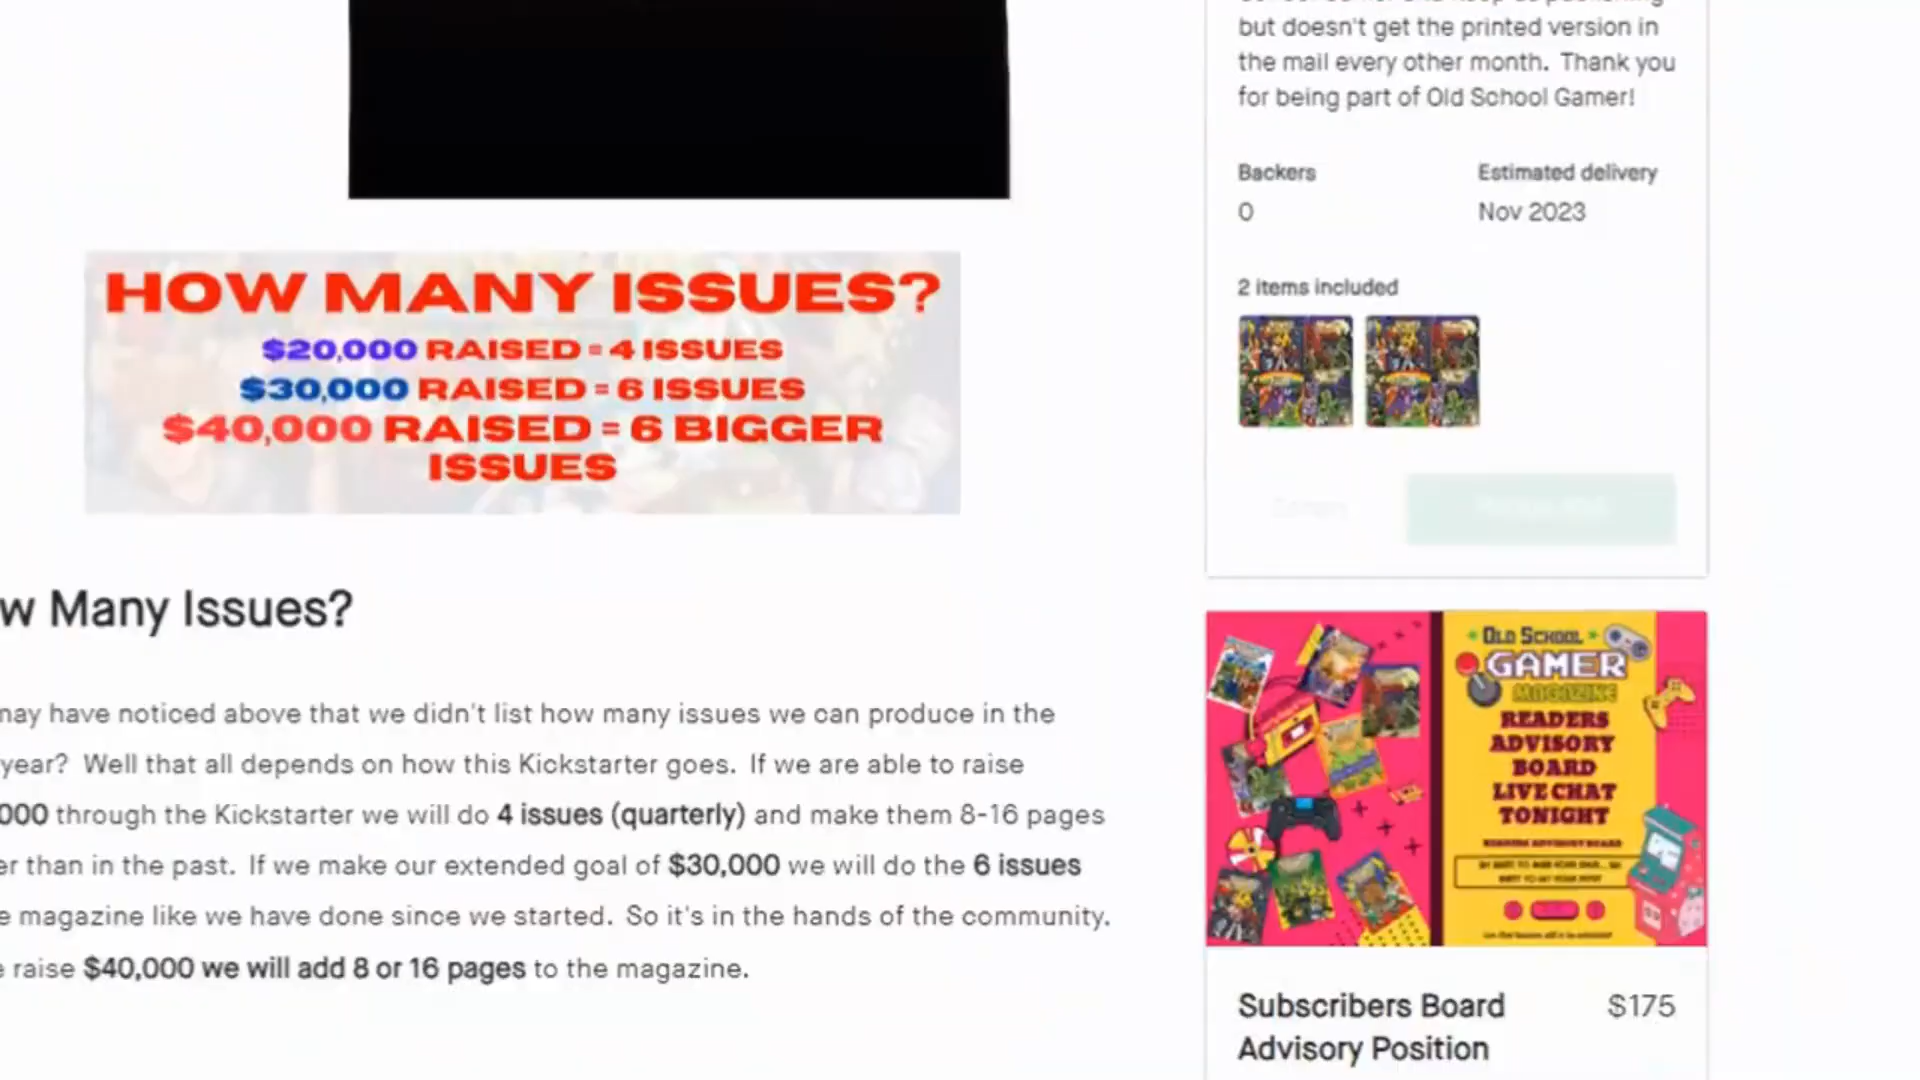 but doesn't get the printed version in
the mail every other month. Thank you
for being part of Old School Gamer!
Backers
Estimated delivery
0
Nov 2023
2 items included
HOW MANY ISSUES?
$20,000 RAISED = 4 ISSUES
$30,000 RAISED = 6 ISSUES
$40,000 RAISED = 6 BIGGER
ISSUES
w Many Issues?
may have noticed above that we didn't list how many issues we can produce in the
year? Well that all depends on how this Kickstarter goes. If we are able to raise
000 through the Kickstarter we will do 4 issues (quarterly) and make them 8-16 pages
er than in the past. If we make our extended goal of $30,000 we will do the 6 issues
e magazine like we have done since we started. So it's in the hands of the community.
e raise $40,000 we will add 8 or 16 pages to the magazine.
OLD SCHOOL
GAMER
MAGAZINE
READERS
ADVISORY
BOARD
LIVE CHAT
TONIGHT
READERS ADVISORY BOARD
Subscribers Board
$175
Advisory Position